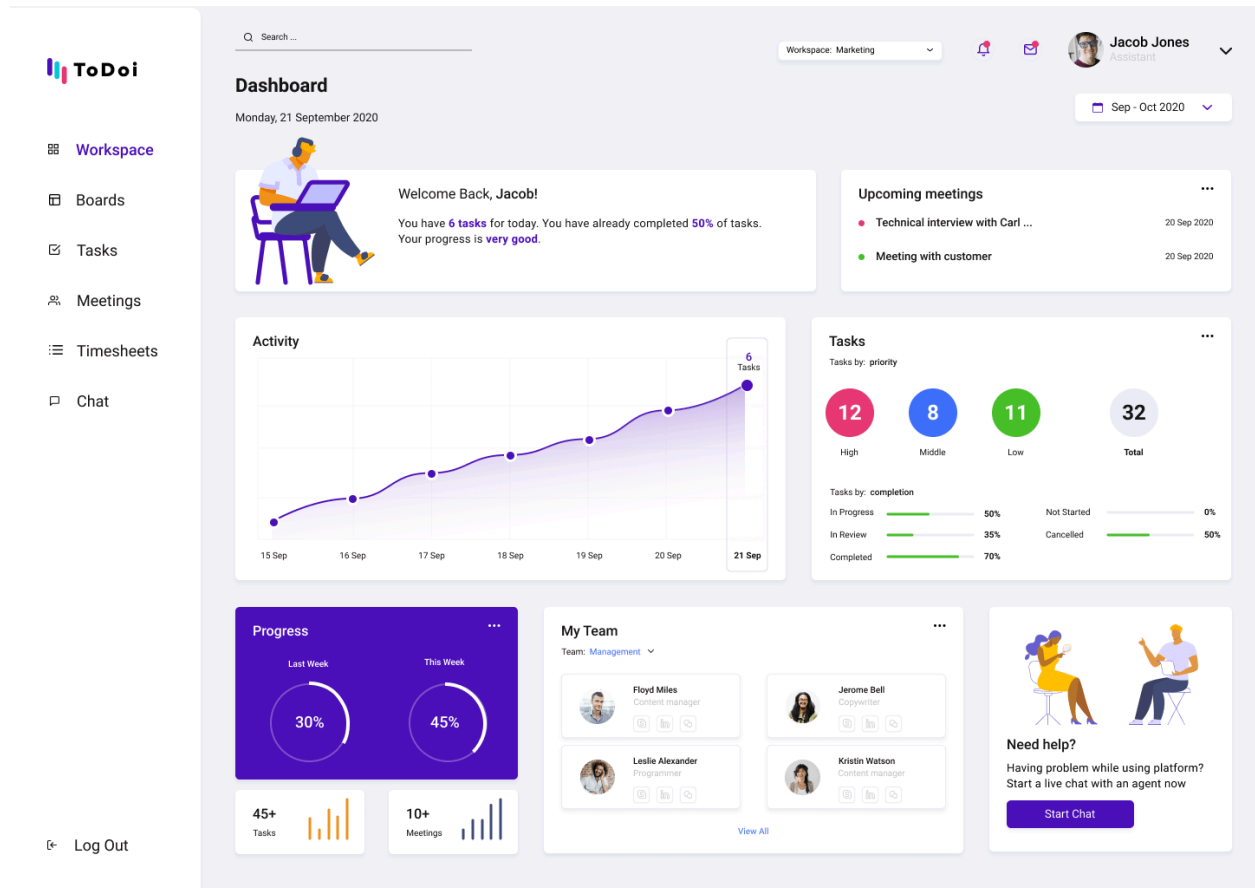 ToDoi
Workspace
Boards
Tasks
Meetings
Timesheets
Chat
Log Out
Search ...
Workspace: Marketing
Jacob Jones
Assistant
Dashboard
Monday, 21 September 2020
Sep - Oct 2020
Welcome Back, Jacob!
You have 6 tasks for today. You have already completed 50% of tasks.
Your progress is very good.
Upcoming meetings
Technical interview with Carl ... 20 Sep 2020
Meeting with customer 20 Sep 2020
Activity
6
Tasks
15 Sep 16 Sep 17 Sep 18 Sep 19 Sep 20 Sep 21 Sep
Tasks
Tasks by: priority
12 8 11 32
High Middle Low Total
Tasks by: completion
In Progress 50% Not Started 0%
In Review 35% Cancelled 50%
Completed 70%
Progress
Last Week This Week
30% 45%
45+
Tasks
10+
Meetings
My Team
Team: Management
Floyd Miles
Content manager
Jerome Bell
Copywriter
Leslie Alexander
Programmer
Kristin Watson
Content manager
View All
Need help?
Having problem while using platform?
Start a live chat with an agent now
Start Chat